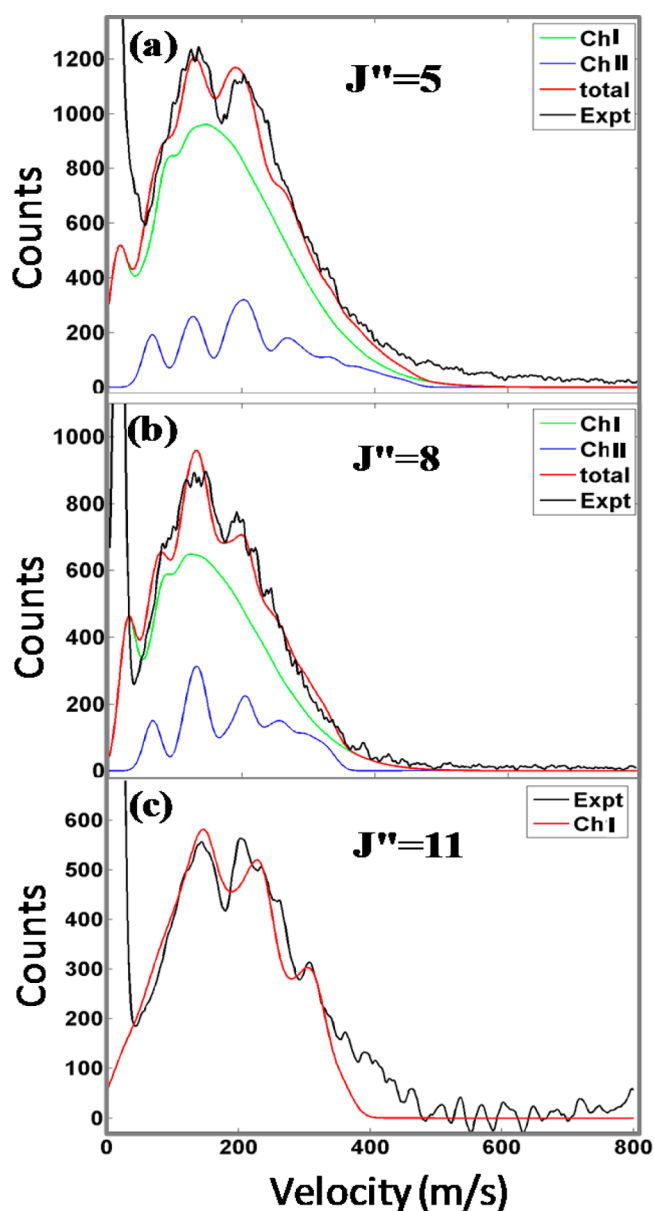 (a)
J"=5
ChI
ChII
total
Expt
Counts
1200
1000
800
600
400
200
0
(b)
J"=8
ChI
ChII
total
Expt
Counts
1000
800
600
400
200
0
(c)
J"=11
Expt
Ch I
Counts
600
500
400
300
200
100
0
0 200 400 600 800
Velocity (m/s)